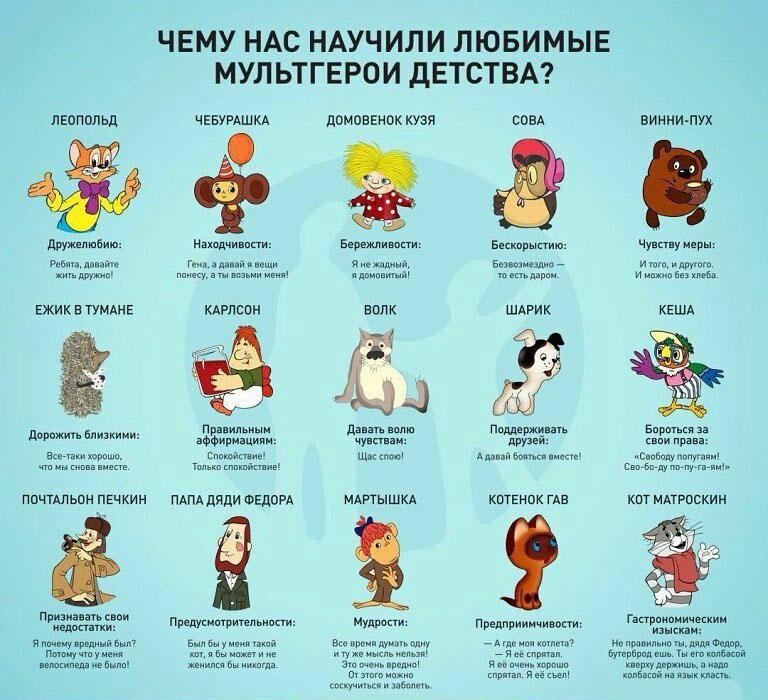 ЧЕМУ НАС НАУЧИЛИ ЛЮБИМЫЕ
МУЛЬТГЕРОИ ДЕТСТВА?
ЛЕОПОЛЬД
Дружелюбию:
Ребята, давайте
жить дружно!
ЧЕБУРАШКА
Находчивости:
Гена, а давай я вещи
понесу, а ты возьми меня!
ДОМОВЕНОК КУЗЯ
Бережливости:
Я не жадный,
я домовитый!
СОВА
Бескорыстию:
Безвозмездно —
то есть даром.
ВИННИ-ПУХ
Чувству меры:
И того, и другого.
И можно без хлеба.
ЕЖИК В ТУМАНЕ
Дорожить близкими:
Все-таки хорошо,
что мы снова вместе.
КАРЛСОН
Правильным
аффирмациям:
Спокойствие!
Только спокойствие!
ВОЛК
Давать волю
чувствам:
Щас спою!
ШАРИК
Поддерживать
друзей:
А давай бояться вместе!
КЕША
Бороться за
свои права:
«Свободу попугаям!
Сво-бо-ду по-пу-га-ям!»
ПОЧТАЛЬОН ПЕЧКИН
Признавать свои
недостатки:
Я почему вредный был?
Потому что у меня
велосипеда не было!
ПАПА ДЯДИ ФЕДОРА
Предусмотрительности:
Был бы у меня такой
кот, я бы может и не
женился бы никогда.
МАРТЫШКА
Мудрости:
Все время думать одну
и ту же мысль нельзя!
Это очень вредно!
От этого можно
соскучиться и заболеть.
КОТЕНОК ГАВ
Предприимчивости:
— А где моя котлета?
— Я её спрятал.
Я её очень хорошо
спрятал. Я её съел!
КОТ МАТРОСКИН
Гастрономическим
изыскам:
Не правильно ты, дядя Федор,
бутерброд ешь. Ты его колбасой
кверху держишь, а надо
колбасой на язык класть.